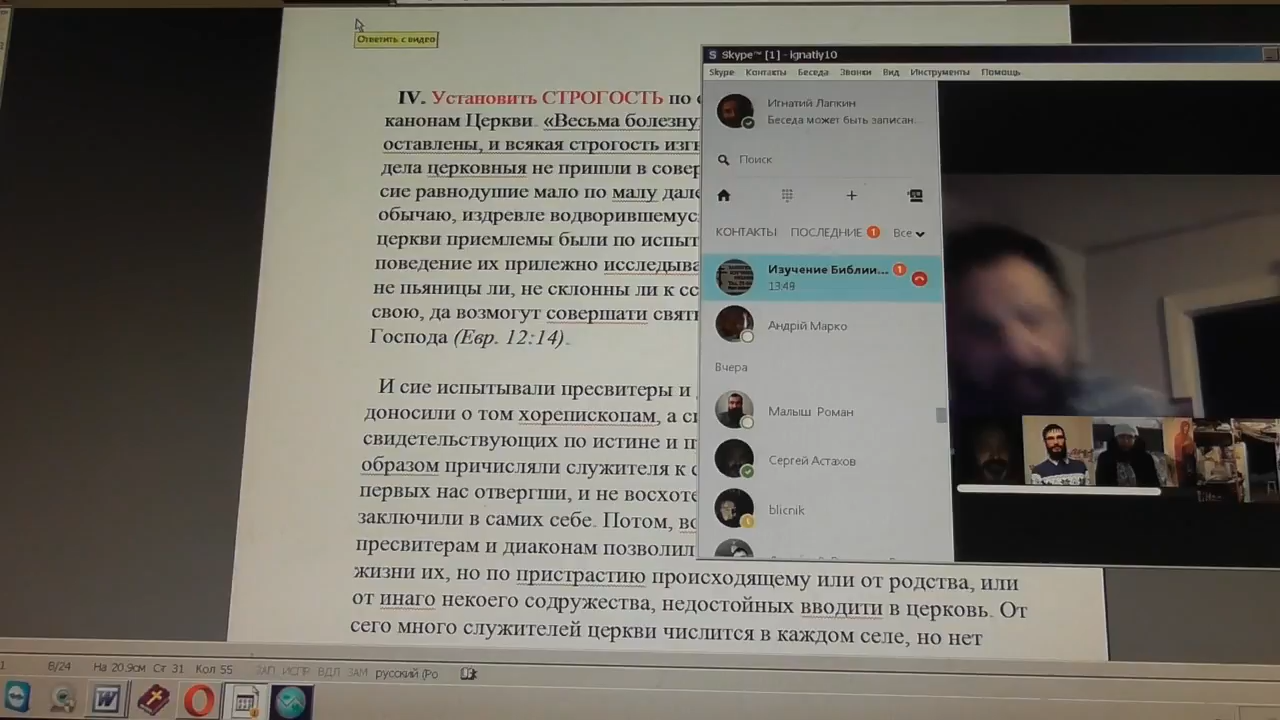 Ответить с видео
IV. Установить СТРОГОСТЬ по
канонам Церкви. «Весьма болезну
оставлены, и всякая строгость изгн
дела церковныя не пришли в совер
сие равнодушие мало по малу дале
обычаю, издревле водворившемус
церкви приемлемы были по испыт
поведение их прилежно исследыва
не пьяницы ли, не склонны ли к сс
свою, да возмогут совершати святы
Господа (Евр. 12:14).
И сие испытывали пресвитеры и
доносили о том хорепископам, а си
свидетельствующих по истине и п
образом причисляли служителя к с
первых нас отвергши, и не восхоте
заключили в самих себе. Потом, во
пресвитерам и диаконам позволил
жизни их, но по пристрастию происходящему или от родства, или
от инаго некоего содружества, недостойных вводити в церковь. От
сего много служителей церкви числится в каждом селе, но нет
Skype™ [1] - ignatiy10
Skype Контакты Беседа Звонки Вид Инструменты Помощь
Игнатий Лапкин
Беседа может быть записан...
Поиск
КОНТАКТЫ ПОСЛЕДНИЕ 1 Все
Изучение Библии... 1
13:49
Андрій Марко
Вчера
Малыш Роман
Сергей Астахов
blicnik
8/24 На 20.9см Ст 31 Кол 55 ЗАП ИСПР ВДЛ ЗАМ русский (Ро